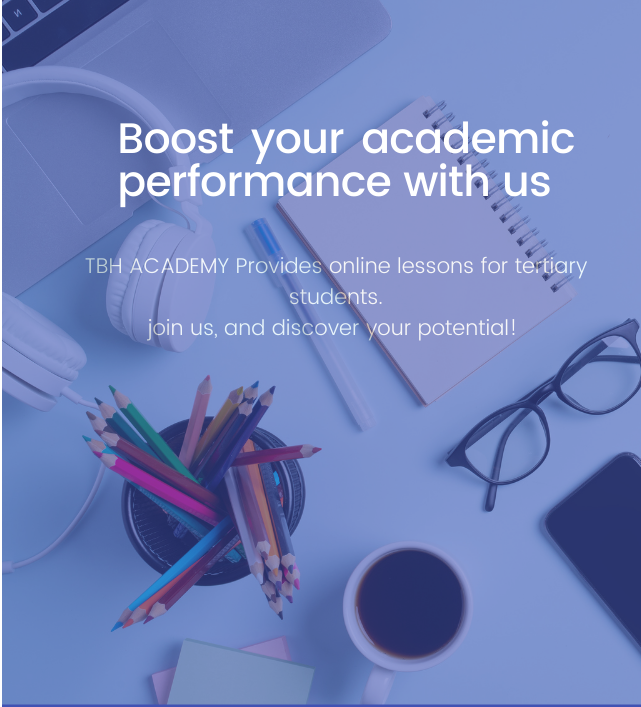 Boost your academic
performance with us
TBH ACADEMY Provides online lessons for tertiary
students.
join us, and discover your potential!